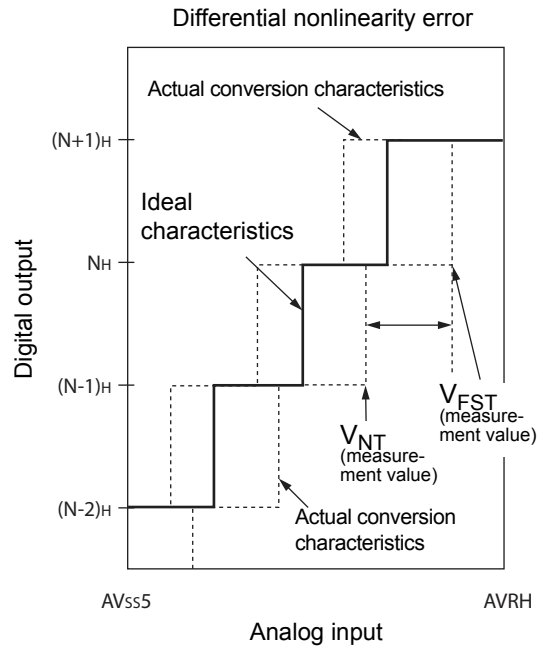 Differential nonlinearity error
Actual conversion characteristics
(N+1)H
Ideal
characteristics
NH
Digital output
(N-1)H
VFST
(measure-
ment value)
VNT
(measure-
ment value)
(N-2)H
Actual conversion
characteristics
AVSS5
AVRH
Analog input